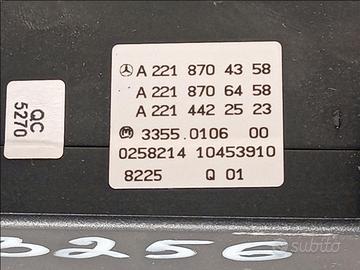 A 221 870 43 58
A 221 870 64 58
A 221 442 25 23
3355.0106 00
0258214 10453910
8225 Q 01
QC
5270
3256
subito